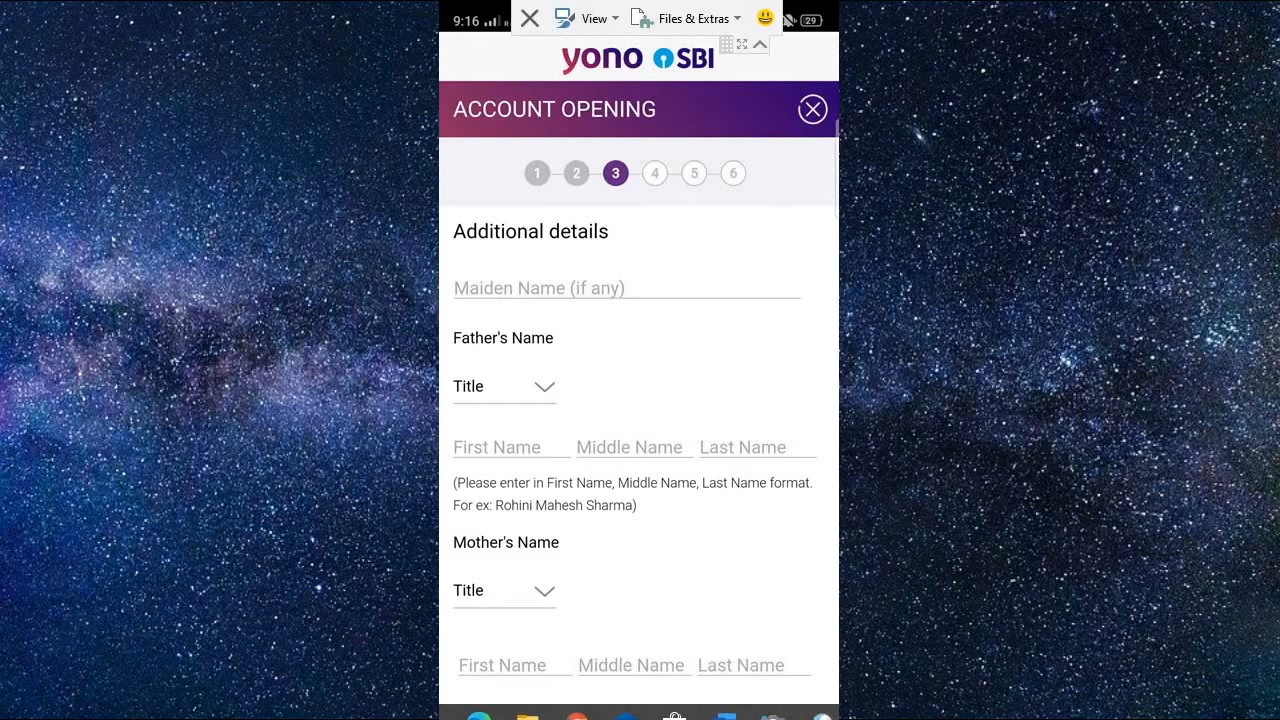 9:16
View
Files & Extras
29
yono SBI
ACCOUNT OPENING
1 2 3 4 5 6
Additional details
Maiden Name (if any)
Father's Name
Title
First Name Middle Name Last Name
(Please enter in First Name, Middle Name, Last Name format.
For ex: Rohini Mahesh Sharma)
Mother's Name
Title
First Name Middle Name Last Name